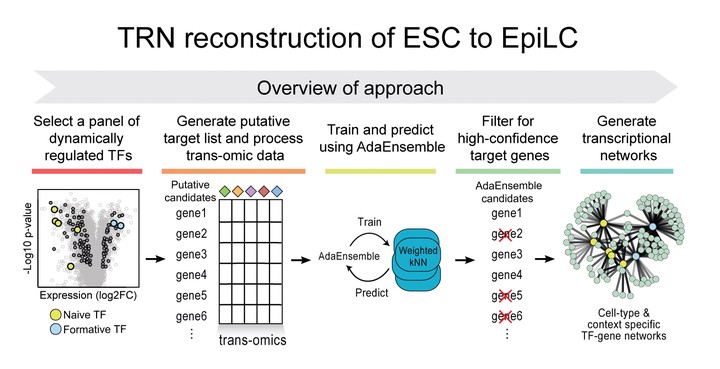 TRN reconstruction of ESC to EpiLC
Overview of approach
Select a panel of
dynamically
regulated TFs
Generate putative
target list and process
trans-omic data
Train and predict
using AdaEnsemble
Filter for
high-confidence
target genes
Generate
transcriptional
networks
-Log10 p-value
Expression (log2FC)
Naive TF
Formative TF
Putative
candidates
gene1
gene2
gene3
gene4
gene5
gene6
⋮
trans-omics
Train
AdaEnsemble
Weighted
kNN
Predict
AdaEnsemble
candidates
gene1
gene2
gene3
gene4
gene5
gene6
⋮
Cell-type &
context specific
TF-gene networks